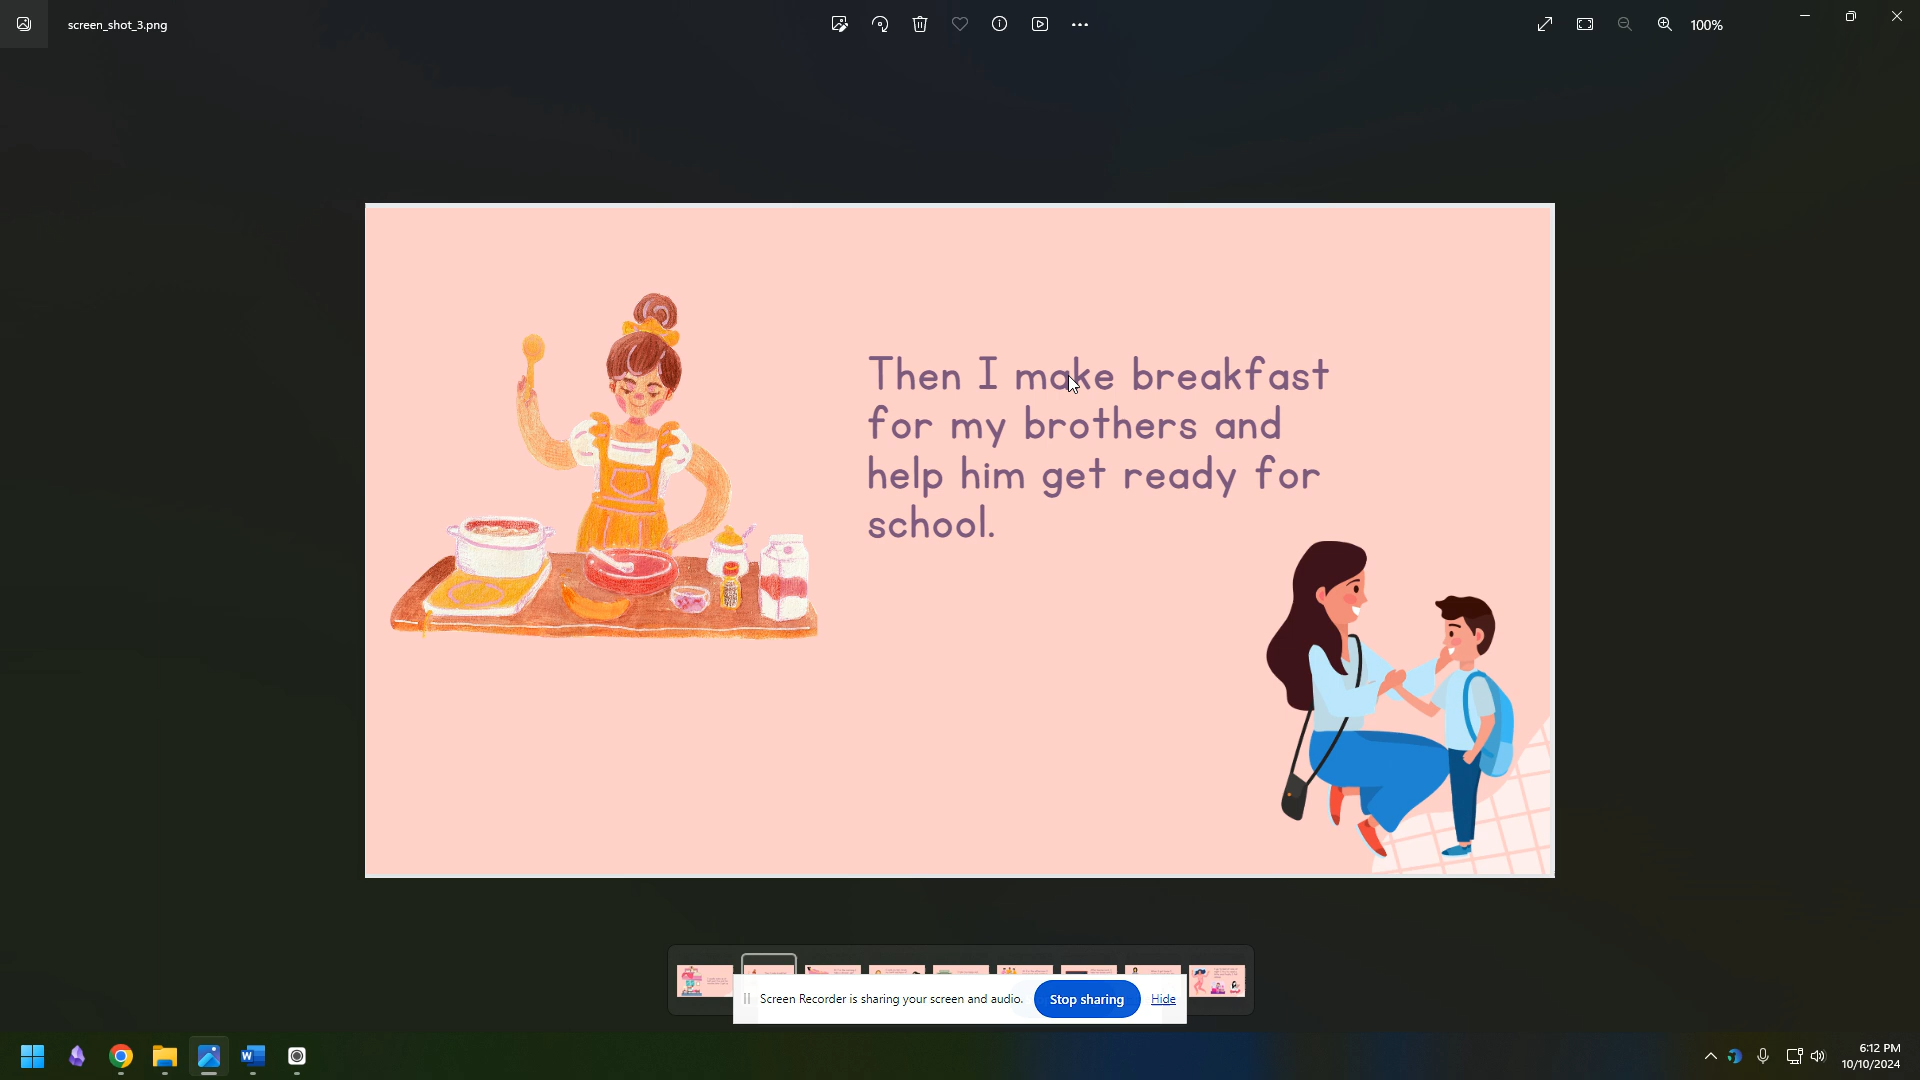 screen_shot_3.png
100%
Then I make breakfast
for my brothers and
help him get ready for
school.
Screen Recorder is sharing your screen and audio.
Stop sharing
Hide
6:12 PM
10/10/2024